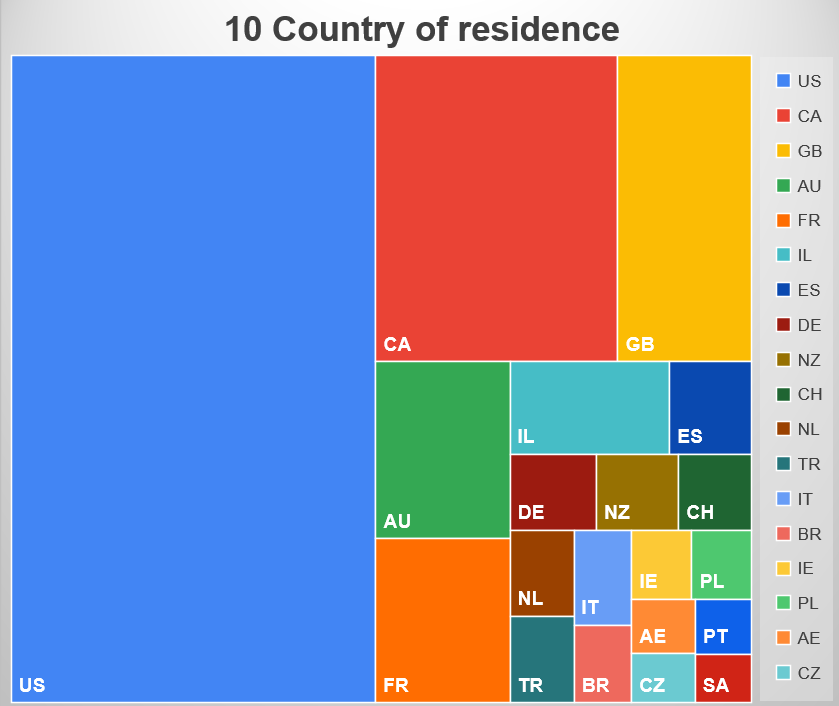 10 Country of residence
US
CA
GB
AU
FR
IL
ES
DE
NZ
CH
NL
IT
IE
PL
AE
PT
TR
BR
CZ
SA
US
CA
GB
AU
FR
IL
ES
DE
NZ
CH
NL
TR
IT
BR
IE
PL
AE
CZ